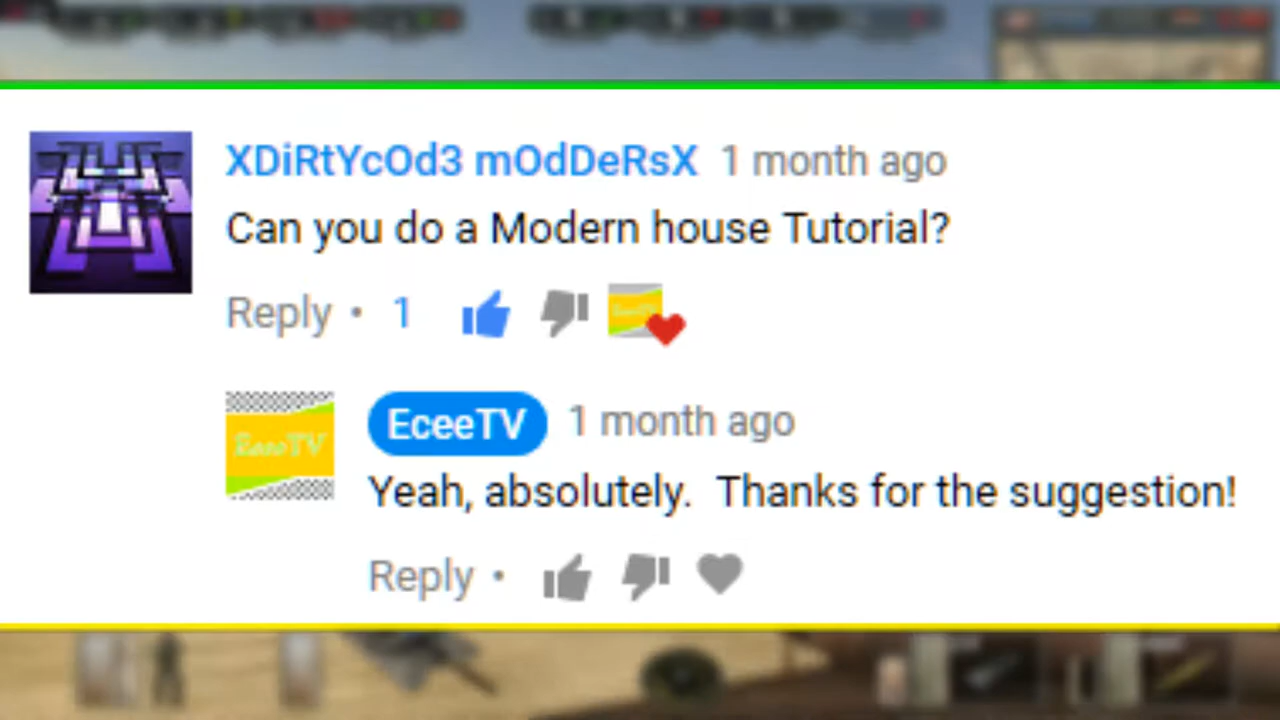 XDiRtYcOd3 mOdDeRsX 1 month ago
Can you do a Modern house Tutorial?
Reply • 1
EceeTV 1 month ago
EceeTV
Yeah, absolutely.  Thanks for the suggestion!
Reply •